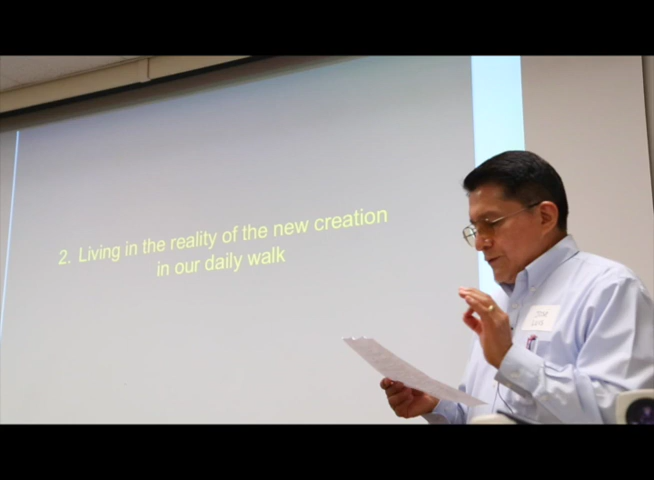 2. Living in the reality of the new creation
in our daily walk